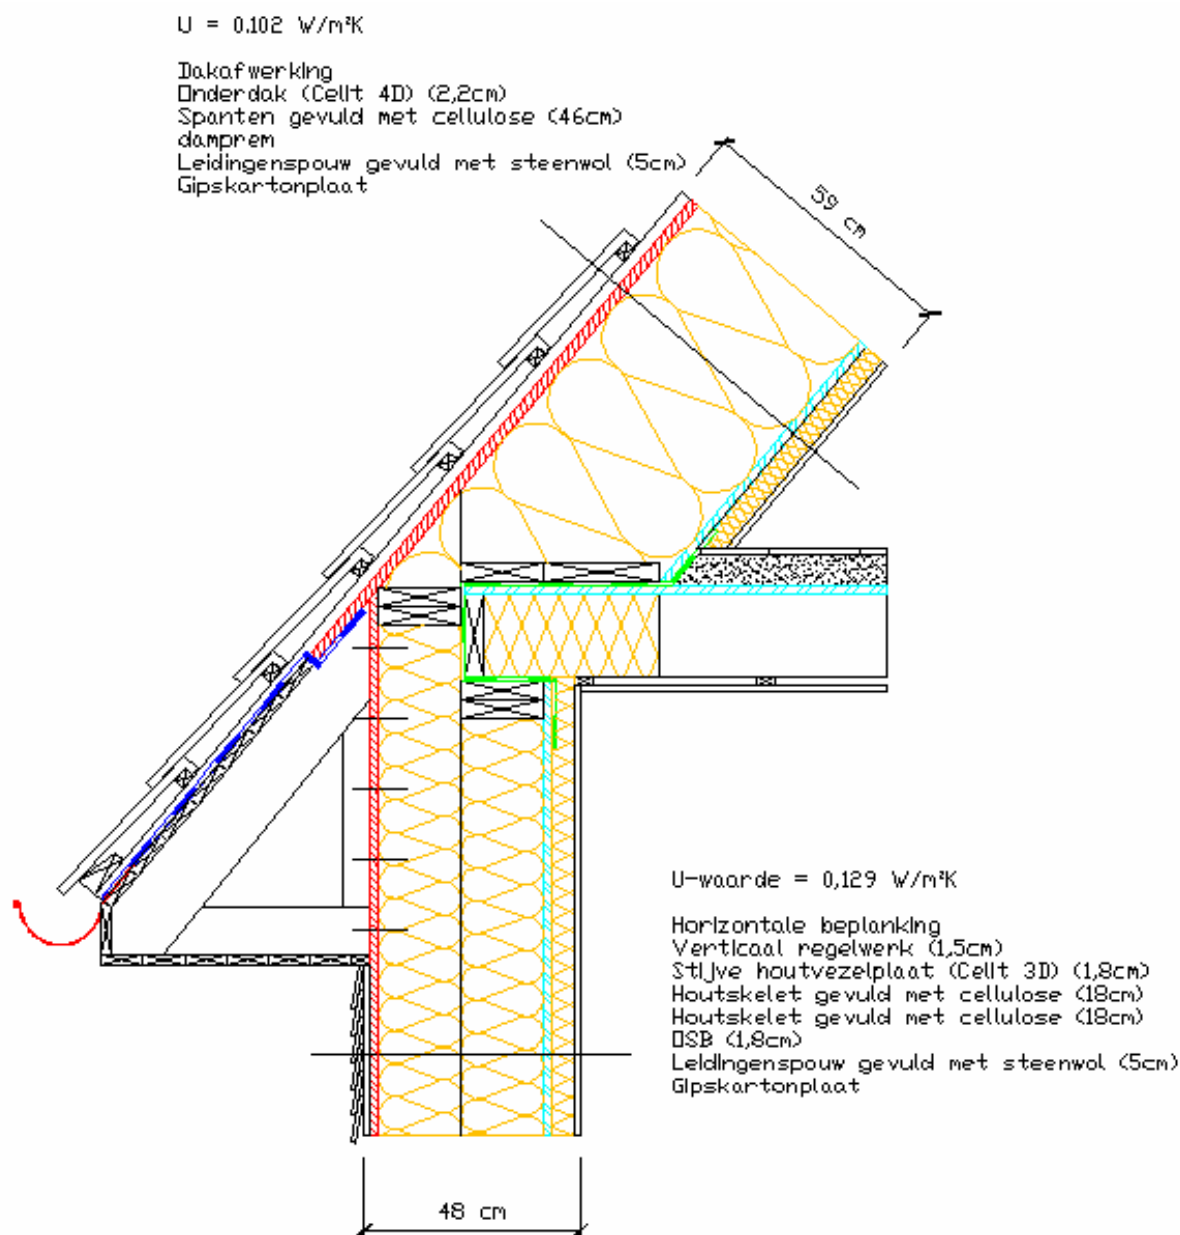 U = 0.102 W/m²K
Dakafwerking
Onderdak (Celit 4D) (2,2cm)
Spanten gevuld met cellulose (46cm)
damprem
Leidingenspouw gevuld met steenwol (5cm)
Gipskartonplaat
59 cm
U-waarde = 0,129 W/m²K
Horizontale beplanking
Verticaal regelwerk (1,5cm)
Stijve houtvezelplaat (Celit 3D) (1,8cm)
Houtskelet gevuld met cellulose (18cm)
Houtskelet gevuld met cellulose (18cm)
OSB (1,8cm)
Leidingenspouw gevuld met steenwol (5cm)
Gipskartonplaat
48 cm